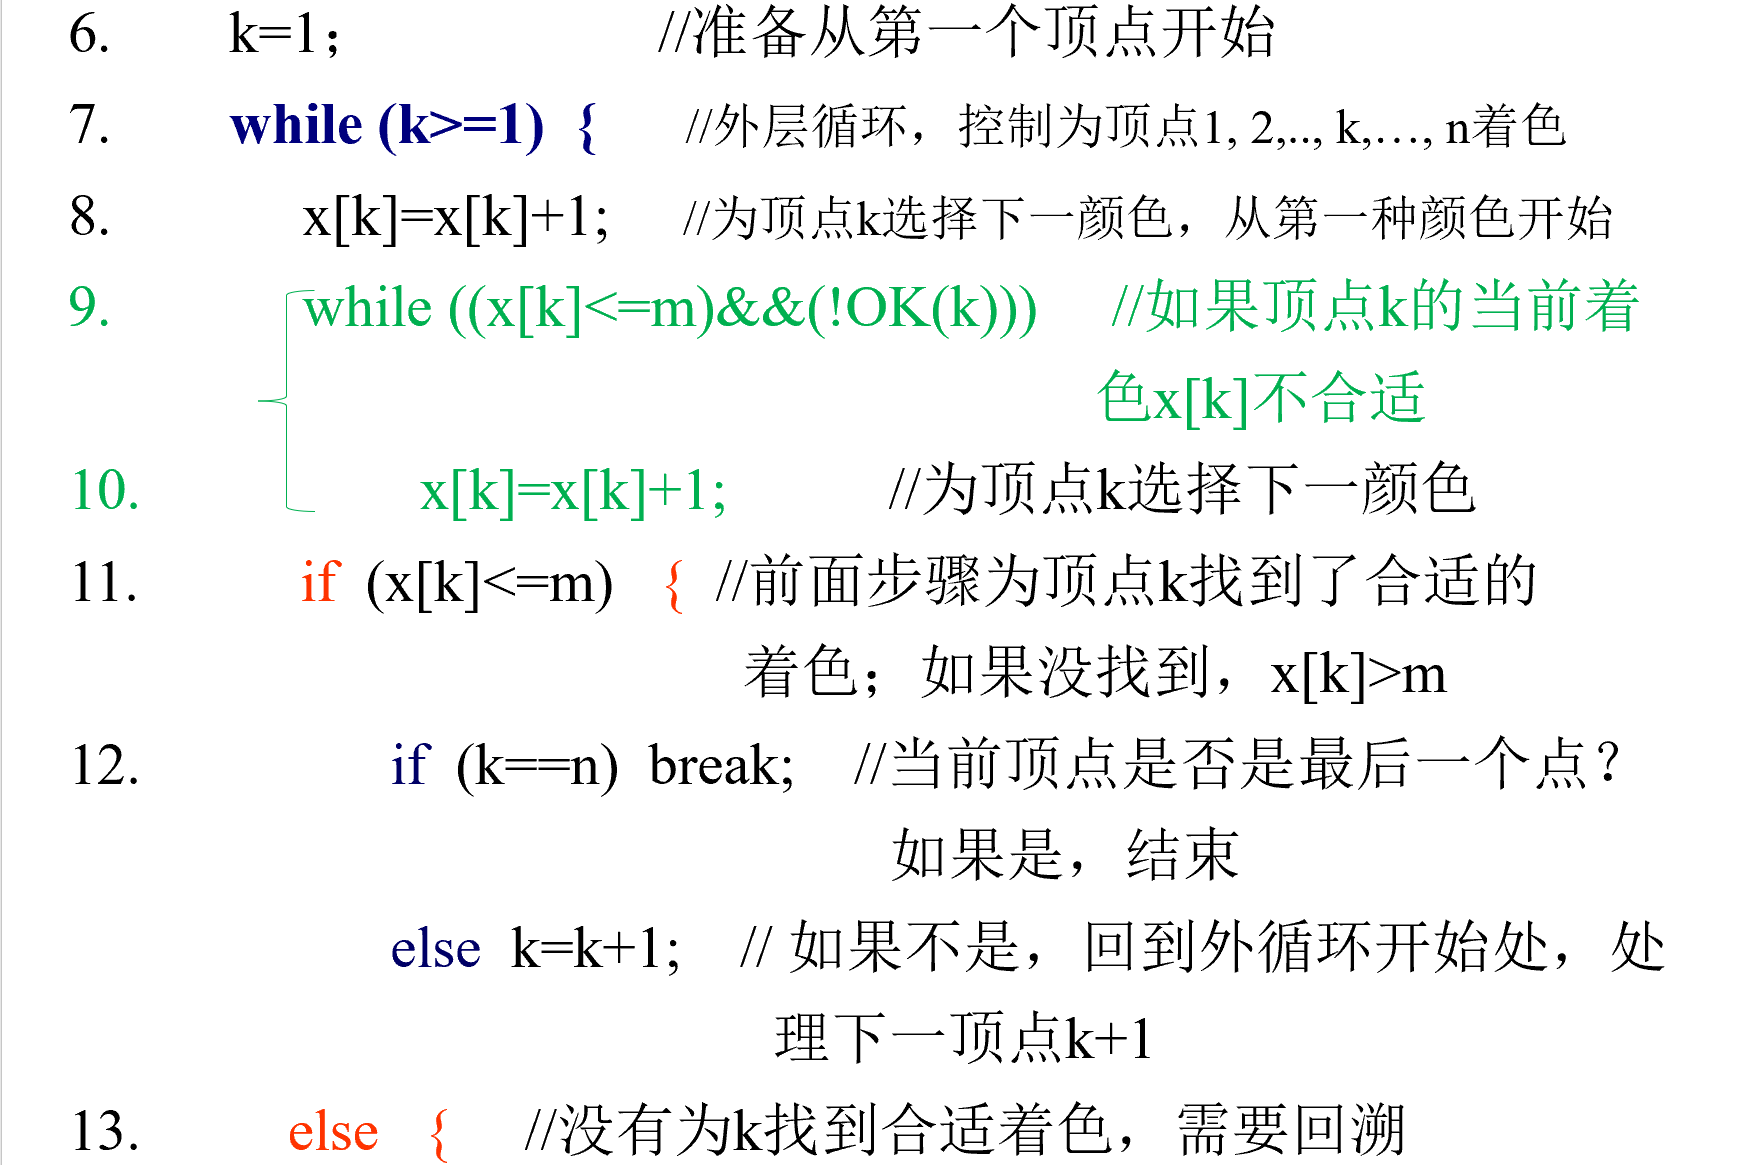 6. k=1; //准备从第一个顶点开始
7. while (k>=1) { //外层循环，控制为顶点1, 2,.., k,…, n着色
8. x[k]=x[k]+1; //为顶点k选择下一颜色，从第一种颜色开始
9. while ((x[k]<=m)&&(!OK(k))) //如果顶点k的当前着
色x[k]不合适
10. x[k]=x[k]+1; //为顶点k选择下一颜色
11. if (x[k]<=m) { //前面步骤为顶点k找到了合适的
着色；如果没找到，x[k]>m
12. if (k==n) break; //当前顶点是否是最后一个点？
如果是，结束
else k=k+1; // 如果不是，回到外循环开始处，处
理下一顶点k+1
13. else { //没有为k找到合适着色，需要回溯